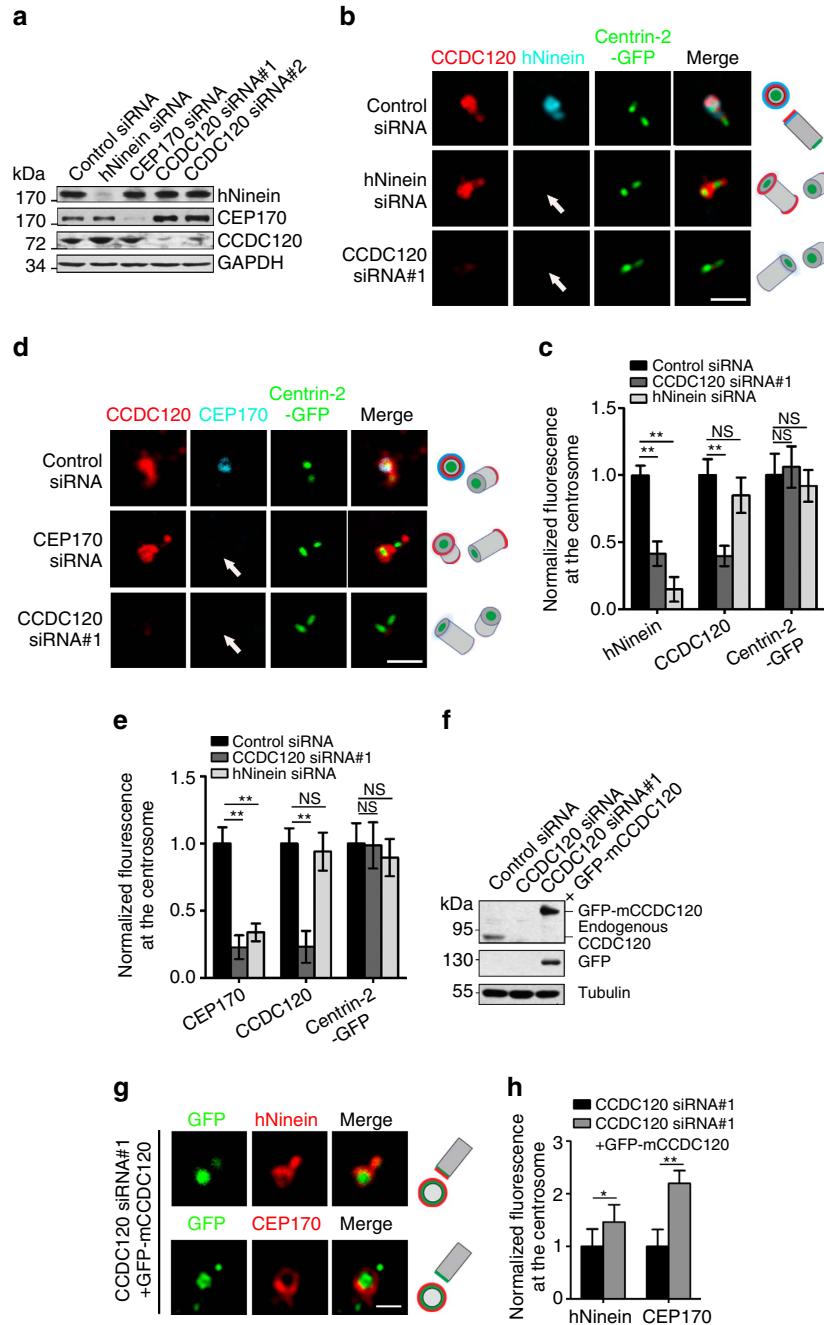 a
Control siRNA
hNinein siRNA
CEP170 siRNA
CCDC120 siRNA#1
CCDC120 siRNA#2
kDa
170
hNinein
170
CEP170
72
CCDC120
34
GAPDH
b
CCDC120 hNinein Centrin-2 -GFP Merge
Control siRNA
hNinein siRNA
CCDC120 siRNA#1
d
CCDC120 CEP170 Centrin-2 -GFP Merge
Control siRNA
CEP170 siRNA
CCDC120 siRNA#1
c
Control siRNA
CCDC120 siRNA#1
hNinein siRNA
Normalized fluorescence at the centrosome
1.5
1.0
0.5
0.0
**
**
NS
**
NS
NS
hNinein
CCDC120
Centrin-2 -GFP
e
Control siRNA
CCDC120 siRNA#1
hNinein siRNA
Normalized flourescence at the centrosome
1.5
1.0
0.5
0.0
**
**
NS
**
NS
NS
CEP170
CCDC120
Centrin-2 -GFP
f
Control siRNA
CCDC120 siRNA
CCDC120 siRNA#1
+ GFP-mCCDC120
kDa
GFP-mCCDC120
95
Endogenous
CCDC120
130
GFP
55
Tubulin
g
CCDC120 siRNA#1
+GFP-mCCDC120
GFP hNinein Merge
GFP CEP170 Merge
h
CCDC120 siRNA#1
CCDC120 siRNA#1
+GFP-mCCDC120
Normalized fluorescence at the centrosome
3
2
1
0
*
**
hNinein
CEP170